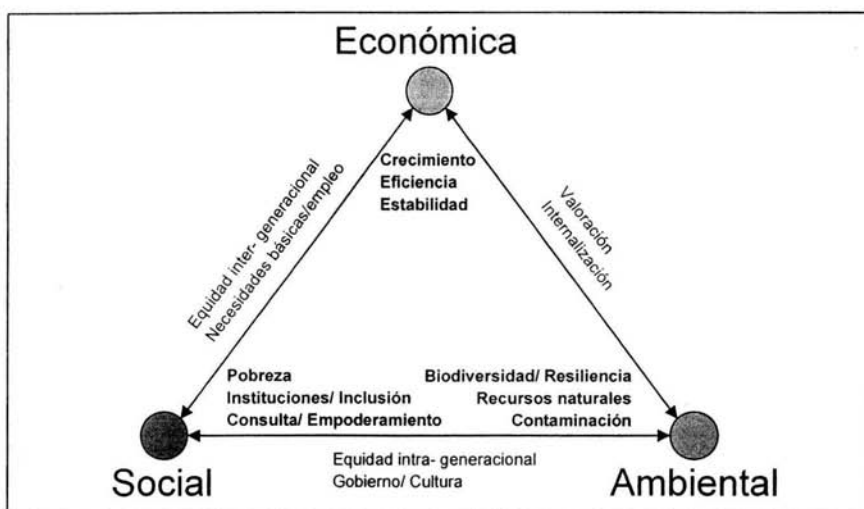 Económica
Crecimiento
Eficiencia
Estabilidad
Equidad inter- generacional
Necesidades básicas/empleo
Valoración
Internalización
Pobreza
Instituciones/ Inclusión
Consulta/ Empoderamiento
Biodiversidad/ Resiliencia
Recursos naturales
Contaminación
Equidad intra- generacional
Gobierno/ Cultura
Social
Ambiental